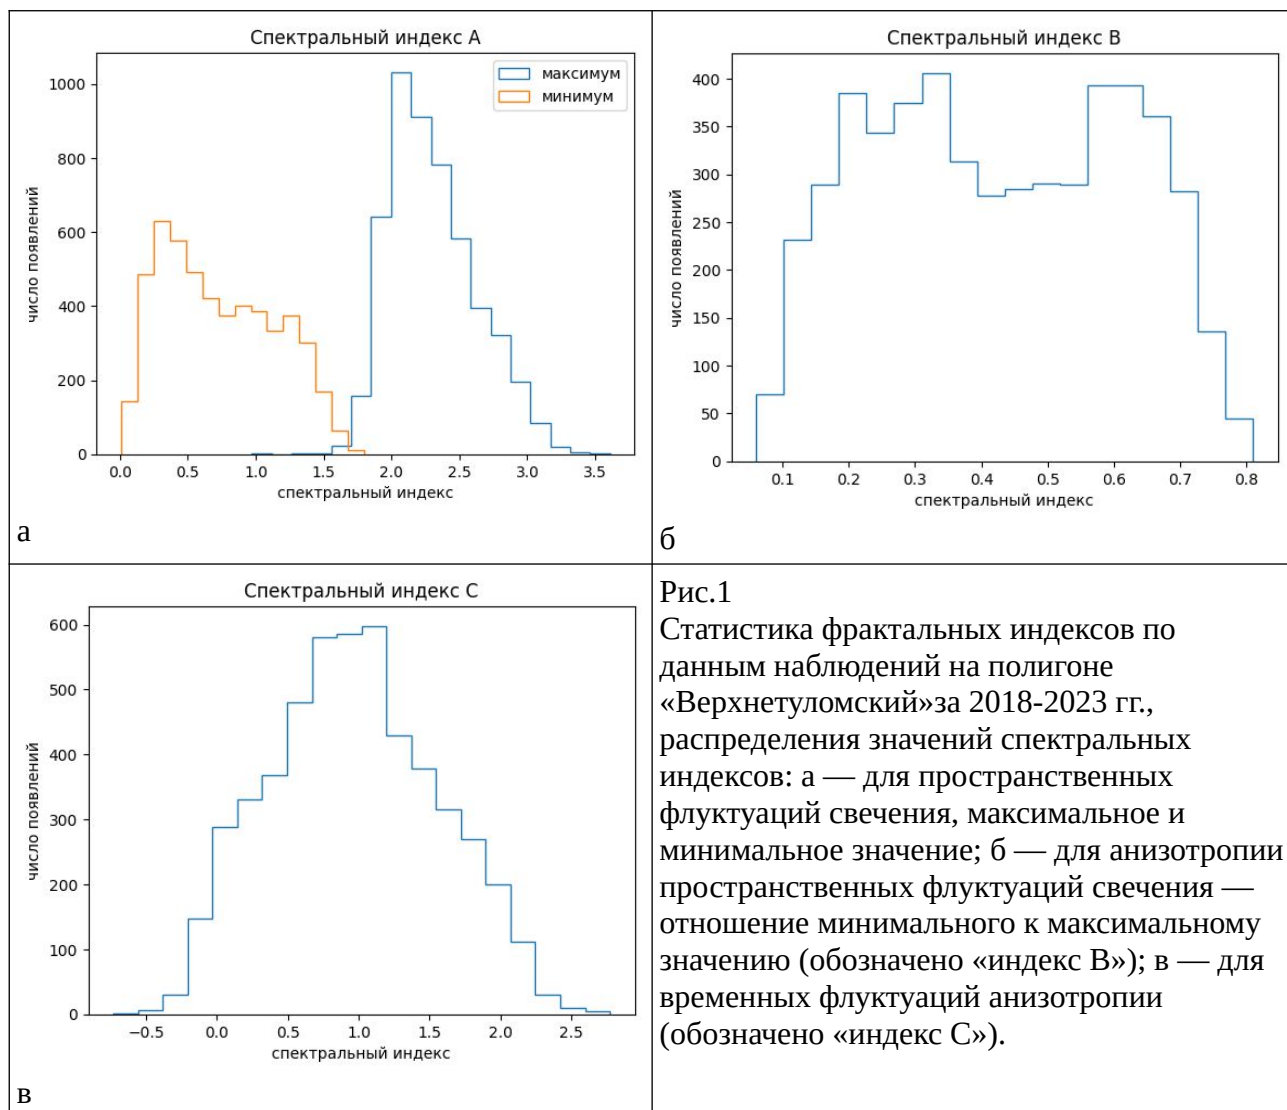 Спектральный индекс A
1000
800
600
400
200
0
число появлений
максимум
минимум
0.0 0.5 1.0 1.5 2.0 2.5 3.0 3.5
спектральный индекс
а
Спектральный индекс B
400
350
300
250
200
150
100
50
0
число появлений
0.1 0.2 0.3 0.4 0.5 0.6 0.7 0.8
спектральный индекс
б
Спектральный индекс C
600
500
400
300
200
100
0
число появлений
−0.5 0.0 0.5 1.0 1.5 2.0 2.5
спектральный индекс
в
Рис.1
Статистика фрактальных индексов по
данным наблюдений на полигоне
«Верхнетуломский»за 2018-2023 гг.,
распределения значений спектральных
индексов: а — для пространственных
флуктуаций свечения, максимальное и
минимальное значение; б — для анизотропии
пространственных флуктуаций свечения —
отношение минимального к максимальному
значению (обозначено «индекс В»); в — для
временных флуктуаций анизотропии
(обозначено «индекс С»).